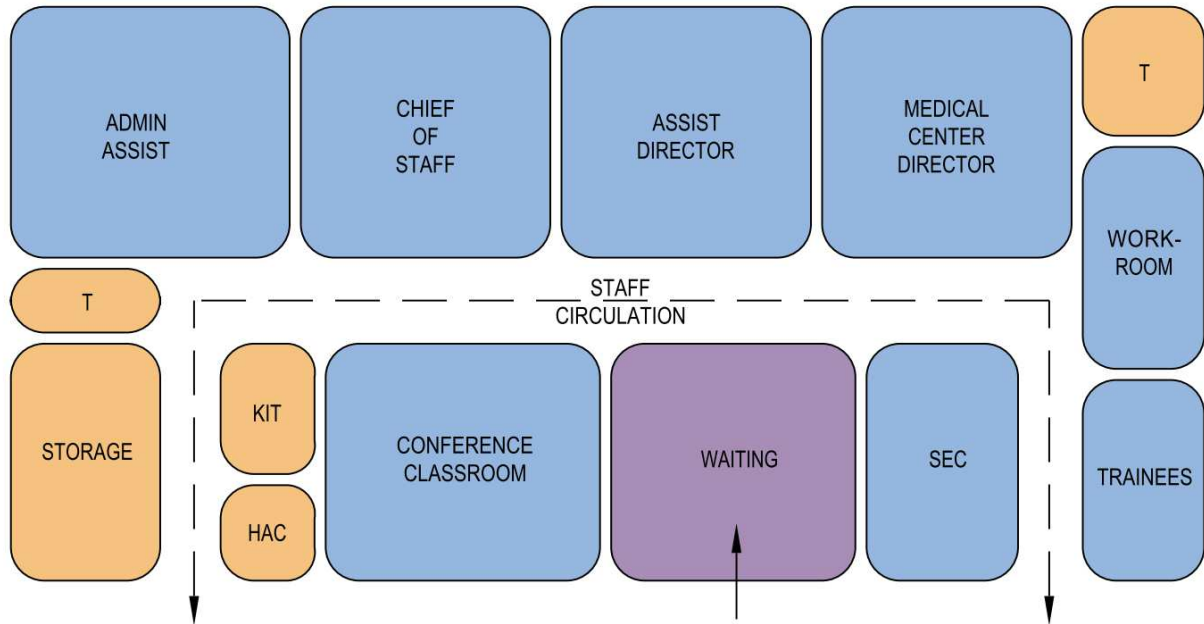 ADMIN
ASSIST
CHIEF
OF
STAFF
ASSIST
DIRECTOR
MEDICAL
CENTER
DIRECTOR
T
WORK-
ROOM
T
STAFF
CIRCULATION
STORAGE
KIT
HAC
CONFERENCE
CLASSROOM
WAITING
SEC
TRAINEES